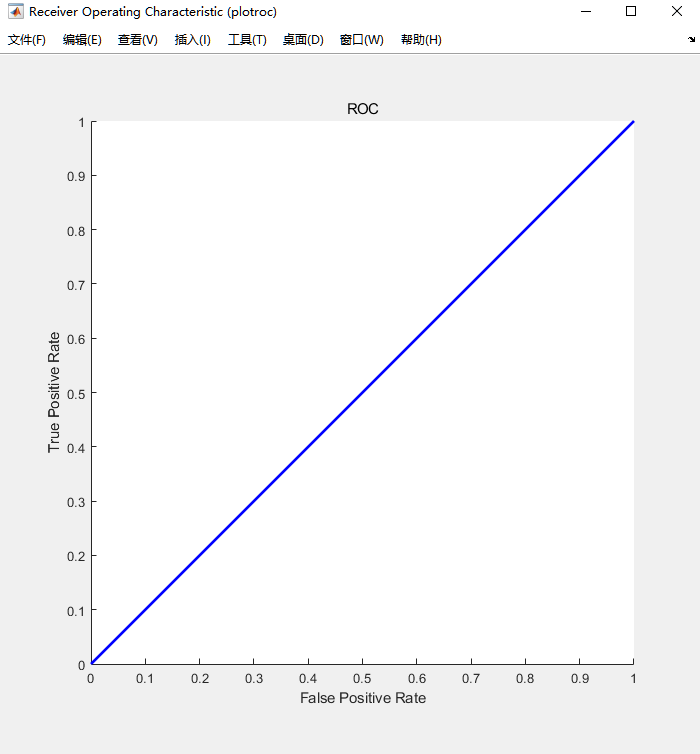 Receiver Operating Characteristic (plotroc)
文件(F) 编辑(E) 查看(V) 插入(I) 工具(T) 桌面(D) 窗口(W) 帮助(H)
ROC
1
0.9
0.8
0.7
0.6
0.5
0.4
0.3
0.2
0.1
0
True Positive Rate
0 0.1 0.2 0.3 0.4 0.5 0.6 0.7 0.8 0.9 1
False Positive Rate